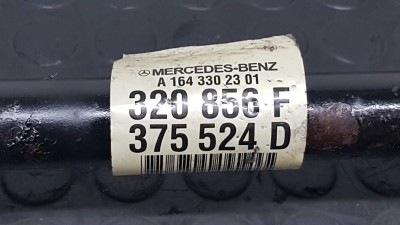 MERCEDES-BENZ
A 164 330 23 01
320 856 F
375 524 D